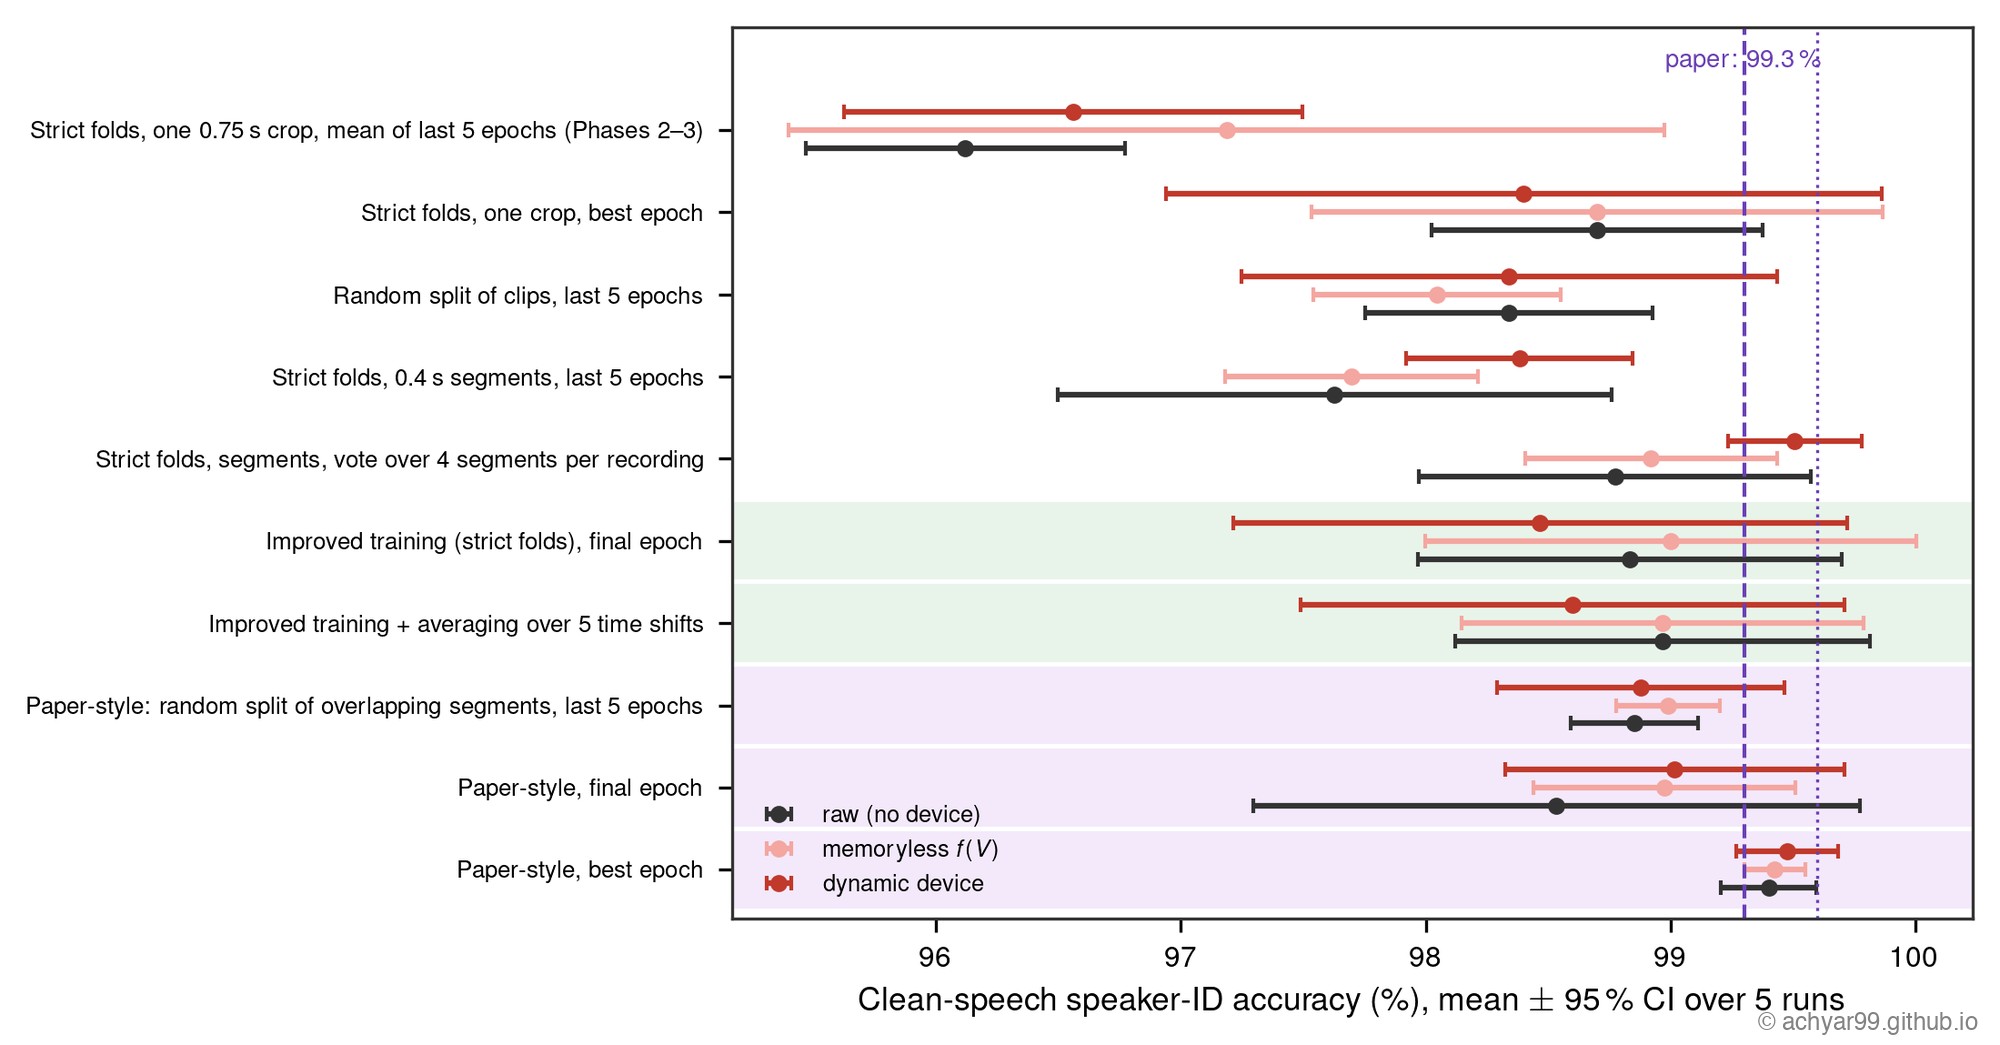 paper: 99.3 %
Strict folds, one 0.75 s crop, mean of last 5 epochs (Phases 2–3)
Strict folds, one crop, best epoch
Random split of clips, last 5 epochs
Strict folds, 0.4 s segments, last 5 epochs
Strict folds, segments, vote over 4 segments per recording
Improved training (strict folds), final epoch
Improved training + averaging over 5 time shifts
Paper-style: random split of overlapping segments, last 5 epochs
Paper-style, final epoch
Paper-style, best epoch
raw (no device)
memoryless f(V)
dynamic device
96 97 98 99 100
Clean-speech speaker-ID accuracy (%), mean ± 95 % CI over 5 runs
© achyar99.github.io